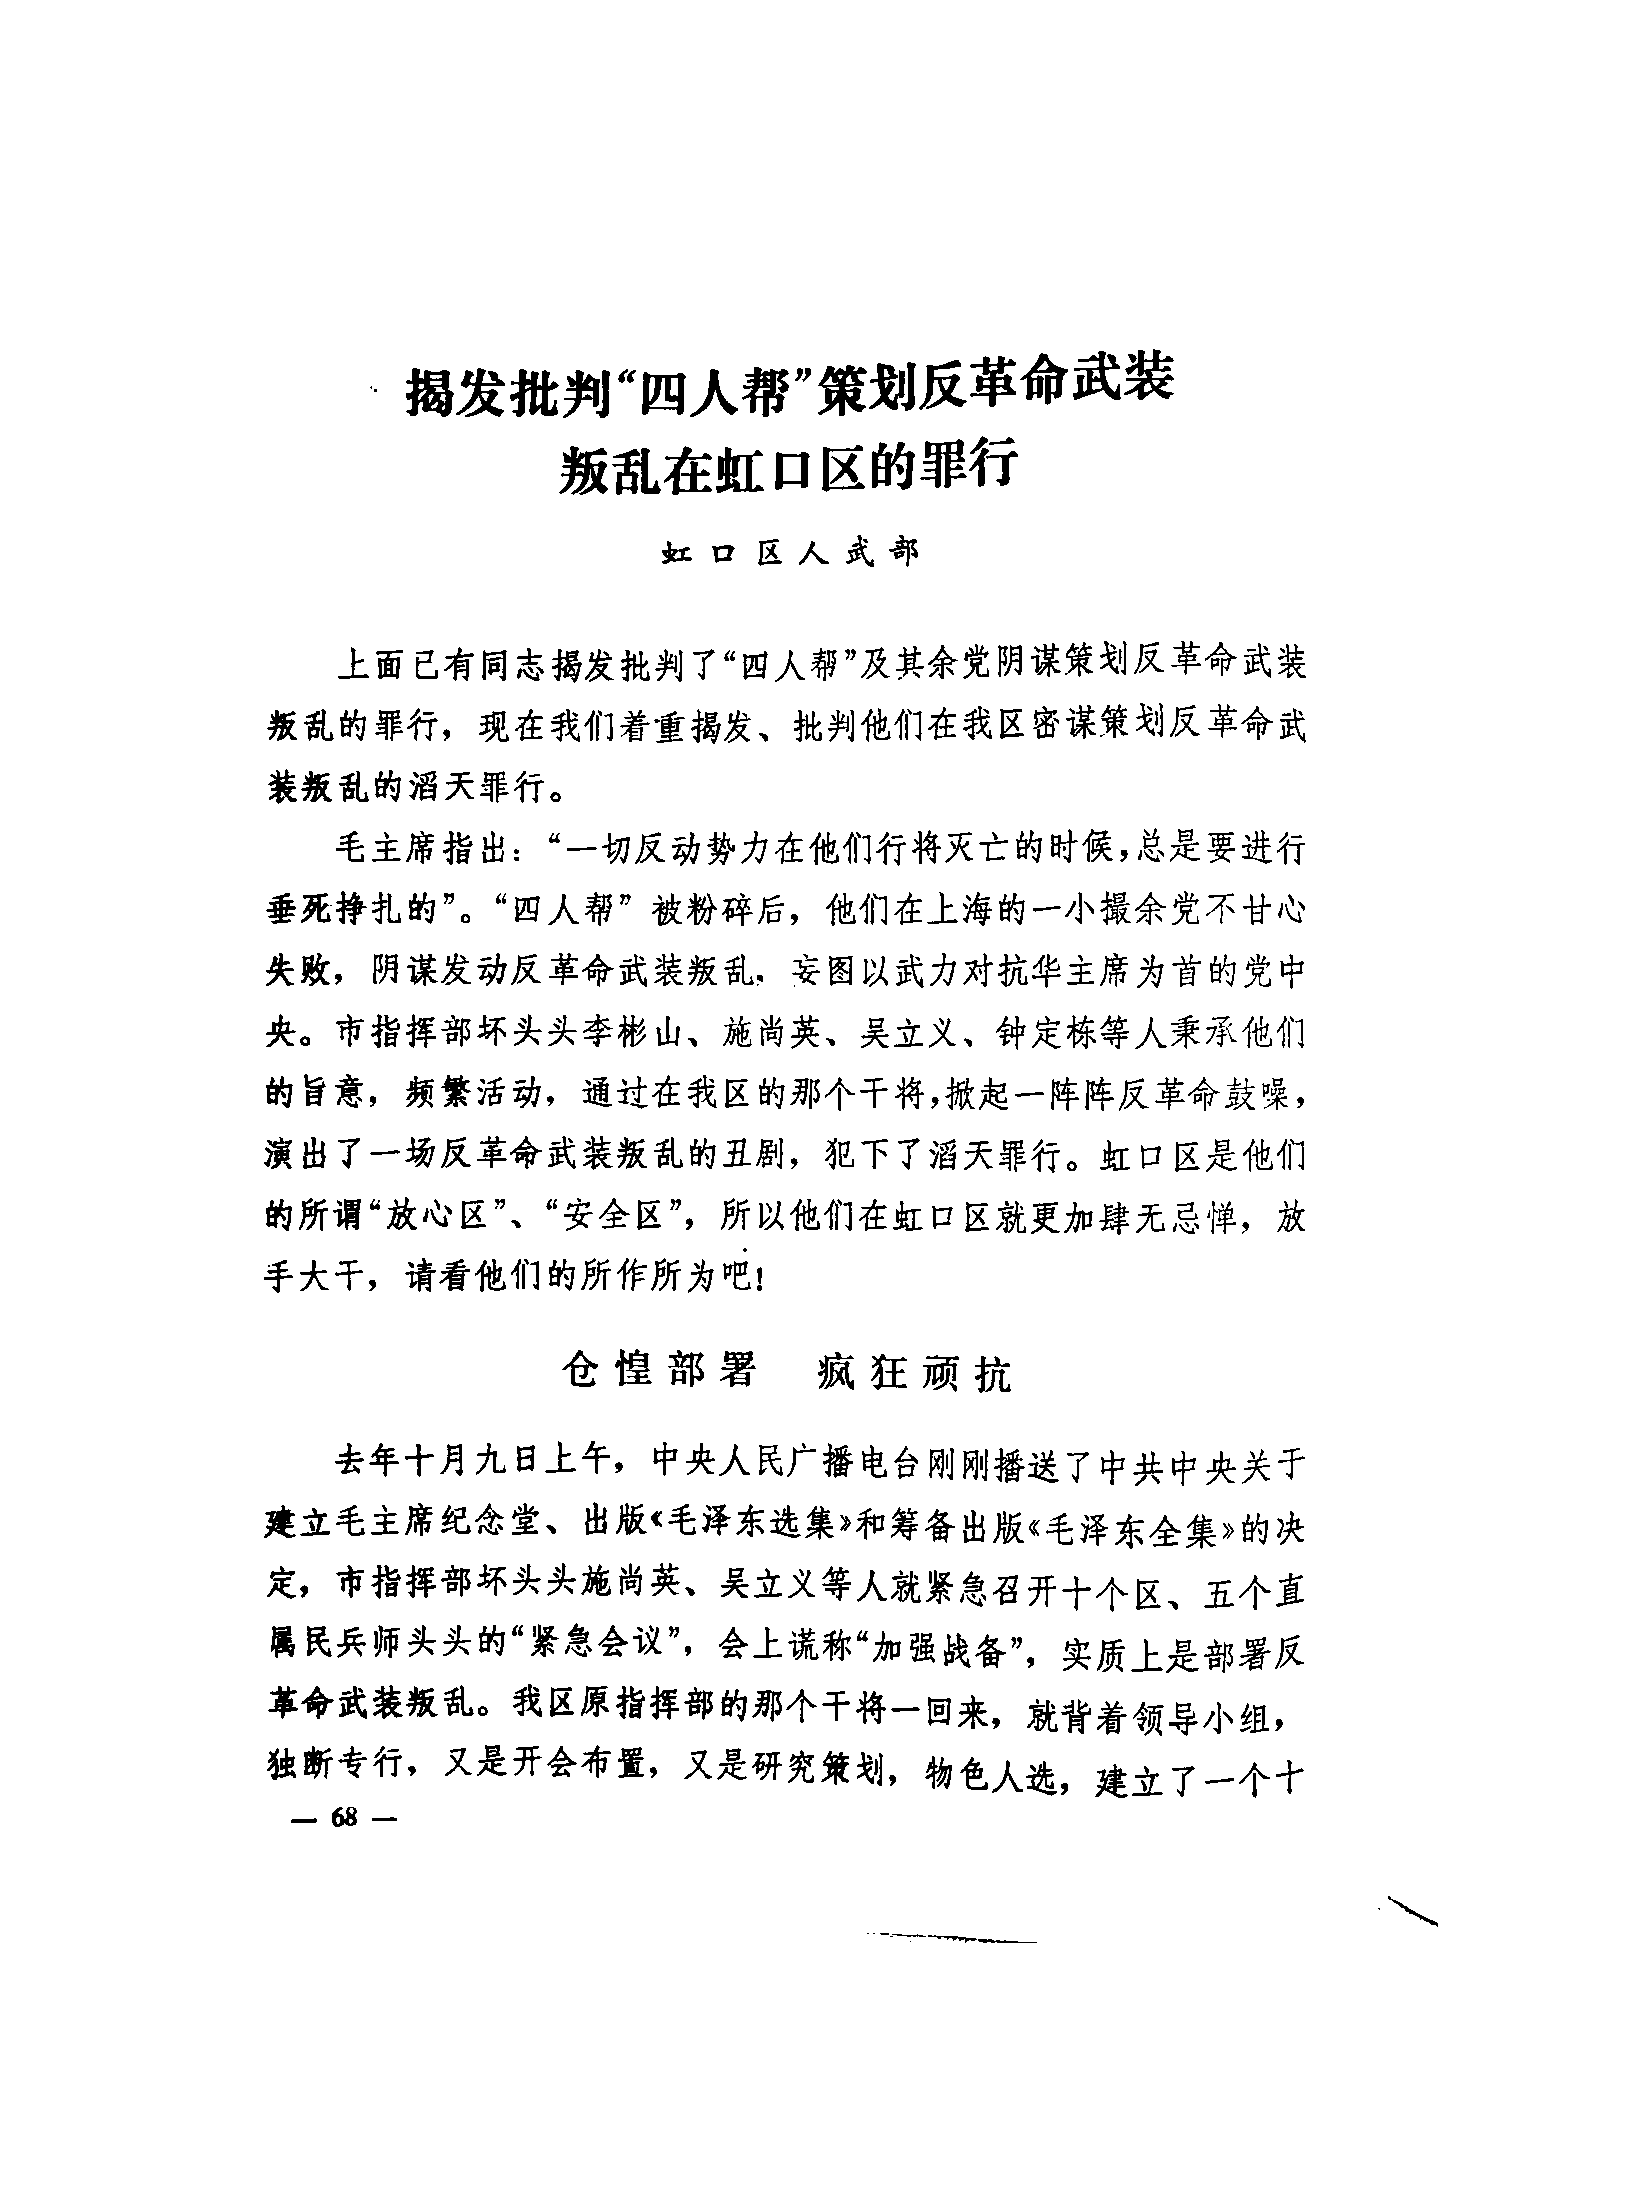 揭发批判“四人帮”策划反革命武装
叛乱在虹口区的罪行
虹口区人武部
上面已有同志揭发批判了“四人帮”及其余党阴谋策划反革命武装
叛乱的罪行，现在我们着重揭发、批判他们在我区密谋策划反革命武
装叛乱的滔天罪行。
毛主席指出：“一切反动势力在他们行将灭亡的时候，总是要进行
垂死挣扎的”。“四人帮”被粉碎后，他们在上海的一小撮余党不甘心
失败，阴谋发动反革命武装叛乱，妄图以武力对抗华主席为首的党中
央。市指挥部坏头头李彬山、施尚英、吴立义、钟定栋等人秉承他们
的旨意，频繁活动，通过在我区的那个干将，掀起一阵阵反革命鼓噪，
演出了一场反革命武装叛乱的丑剧，犯下了滔天罪行。虹口区是他们
的所谓“放心区”、“安全区”，所以他们在虹口区就更加肆无忌惮，放
手大干，请看他们的所作所为吧！
仓惶部署　疯狂顽抗
去年十月九日上午，中央人民广播电台刚刚播送了中共中央关于
建立毛主席纪念堂、出版《毛泽东选集》和筹备出版《毛泽东全集》的决
定，市指挥部坏头头施尚英、吴立义等人就紧急召开十个区、五个直
属民兵师头头的“紧急会议”，会上谎称“加强战备”，实质上是部署反
革命武装叛乱。我区原指挥部的那个干将一回来，就背着领导小组，
独断专行，又是开会布置，又是研究策划，物色人选，建立了一个十
— 68 —